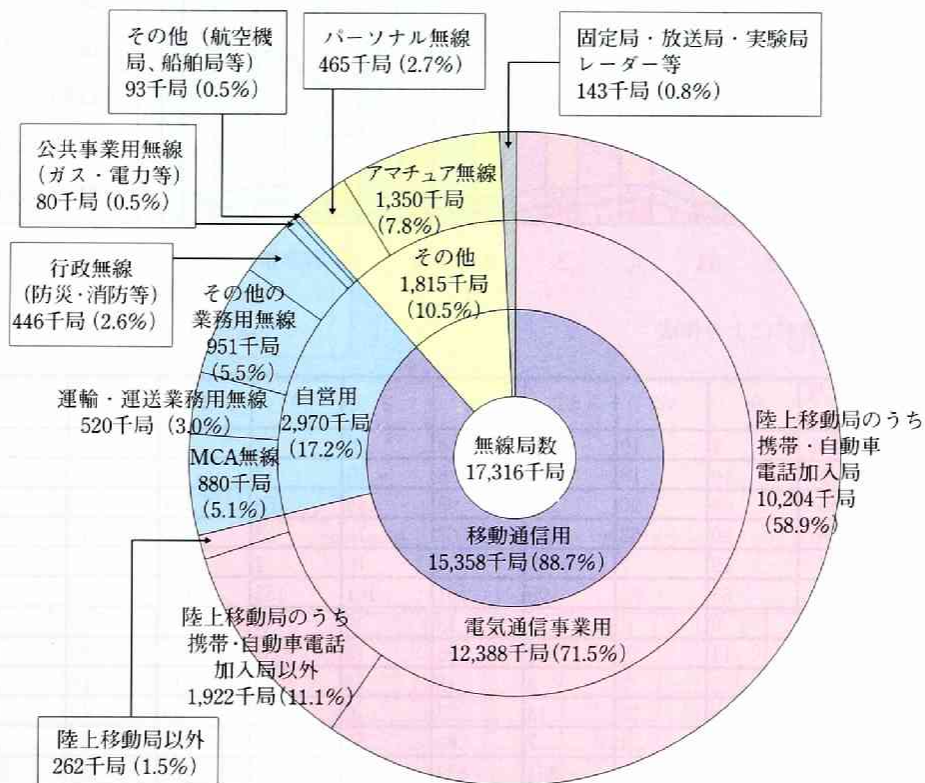 その他（航空機
局、船舶局等）
93千局 (0.5%)
パーソナル無線
465千局 (2.7%)
固定局・放送局・実験局
レーダー等
143千局 (0.8%)
公共事業用無線
（ガス・電力等）
80千局 (0.5%)
アマチュア無線
1,350千局
(7.8%)
行政無線
（防災・消防等）
446千局 (2.6%)
その他
1,815千局
(10.5%)
その他の
業務用無線
951千局
(5.5%)
運輸・運送業務用無線
520千局 (3.0%)
自営用
2,970千局
(17.2%)
MCA無線
880千局
(5.1%)
無線局数
17,316千局
陸上移動局のうち
携帯・自動車
電話加入局
10,204千局
(58.9%)
移動通信用
15,358千局(88.7%)
電気通信事業用
12,388千局(71.5%)
陸上移動局のうち
携帯・自動車電話
加入局以外
1,922千局(11.1%)
陸上移動局以外
262千局 (1.5%)